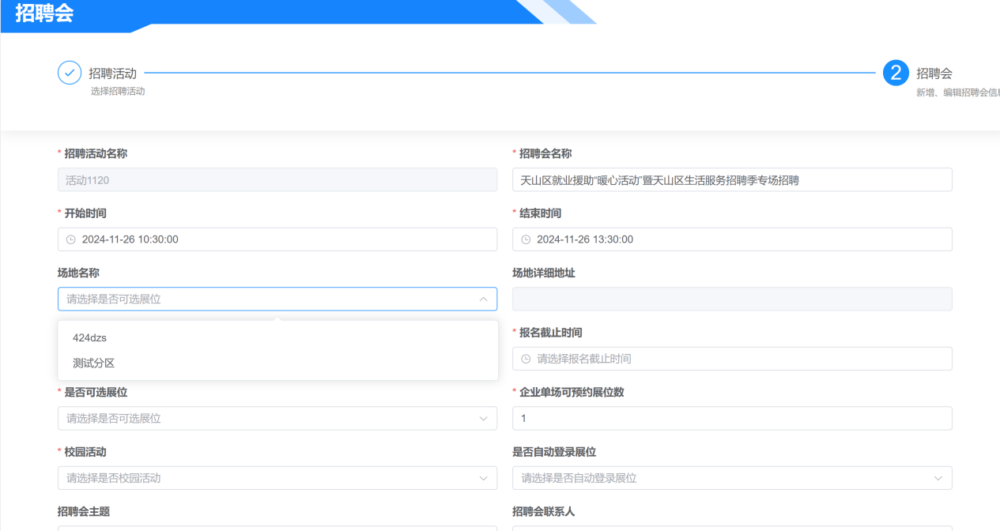 招聘会
招聘活动
选择招聘活动
2
招聘会
新增、编辑招聘会信息
* 招聘活动名称
* 招聘会名称
活动1120
天山区就业援助“暖心活动”暨天山区生活服务招聘季专场招聘
* 开始时间
* 结束时间
2024-11-26 10:30:00
2024-11-26 13:30:00
场地名称
场地详细地址
请选择是否可选展位
424dzs
测试分区
* 报名截止时间
请选择报名截止时间
* 是否可选展位
* 企业单场可预约展位数
请选择是否可选展位
1
* 校园活动
是否自动登录展位
请选择是否校园活动
请选择是否自动登录展位
招聘会主题
招聘会联系人